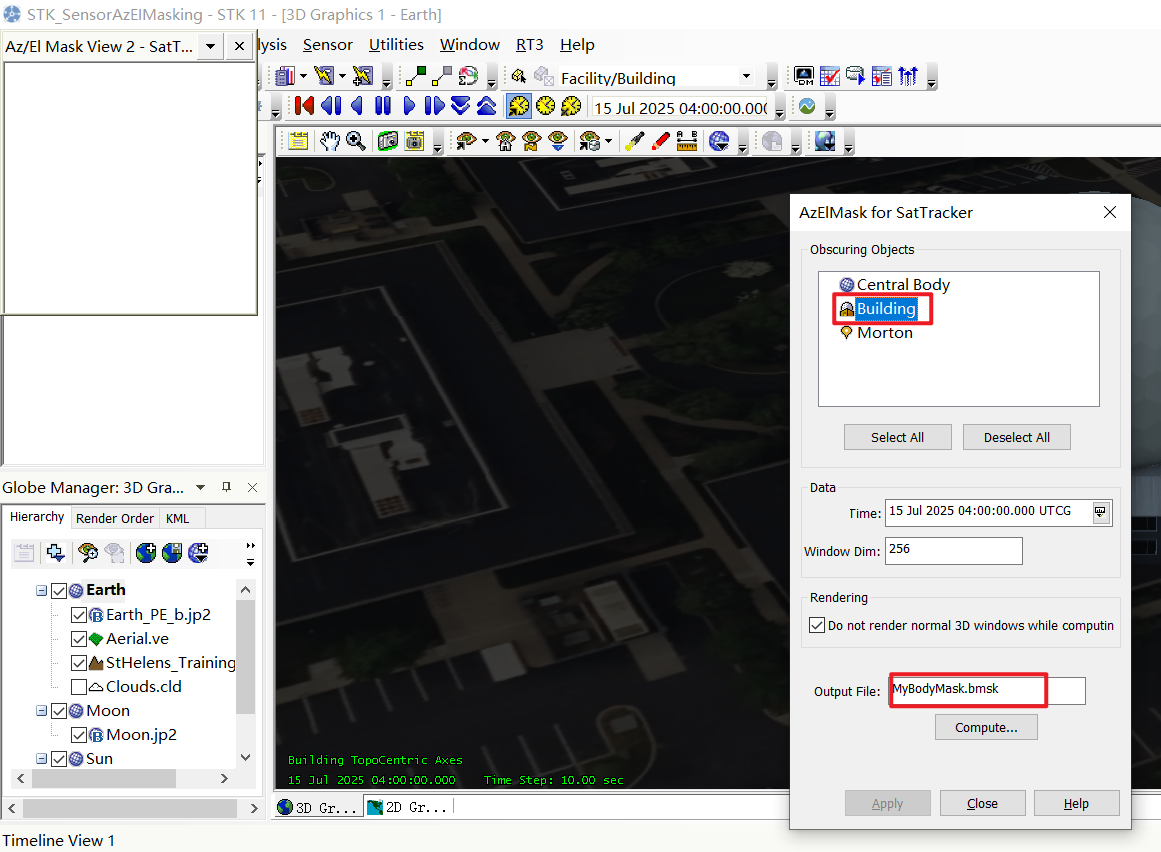 STK_SensorAzElMasking - STK 11 - [3D Graphics 1 - Earth]
Az/El Mask View 2 - SatT...
lysis Sensor Utilities Window RT3 Help
Facility/Building
15 Jul 2025 04:00:00.000
AzElMask for SatTracker
Obscuring Objects
Central Body
Building
Morton
Select All Deselect All
Data
Time: 15 Jul 2025 04:00:00.000 UTCG
Window Dim: 256
Rendering
Do not render normal 3D windows while computin
Output File: MyBodyMask.bmsk
Compute...
Apply Close Help
Globe Manager: 3D Gra...
Hierarchy Render Order KML
Earth
Earth_PE_b.jp2
Aerial.ve
StHelens_Training
Clouds.cld
Moon
Moon.jp2
Sun
Building TopoCentric Axes
15 Jul 2025 04:00:00.000 Time Step: 10.00 sec
3D Gr... 2D Gr...
Timeline View 1